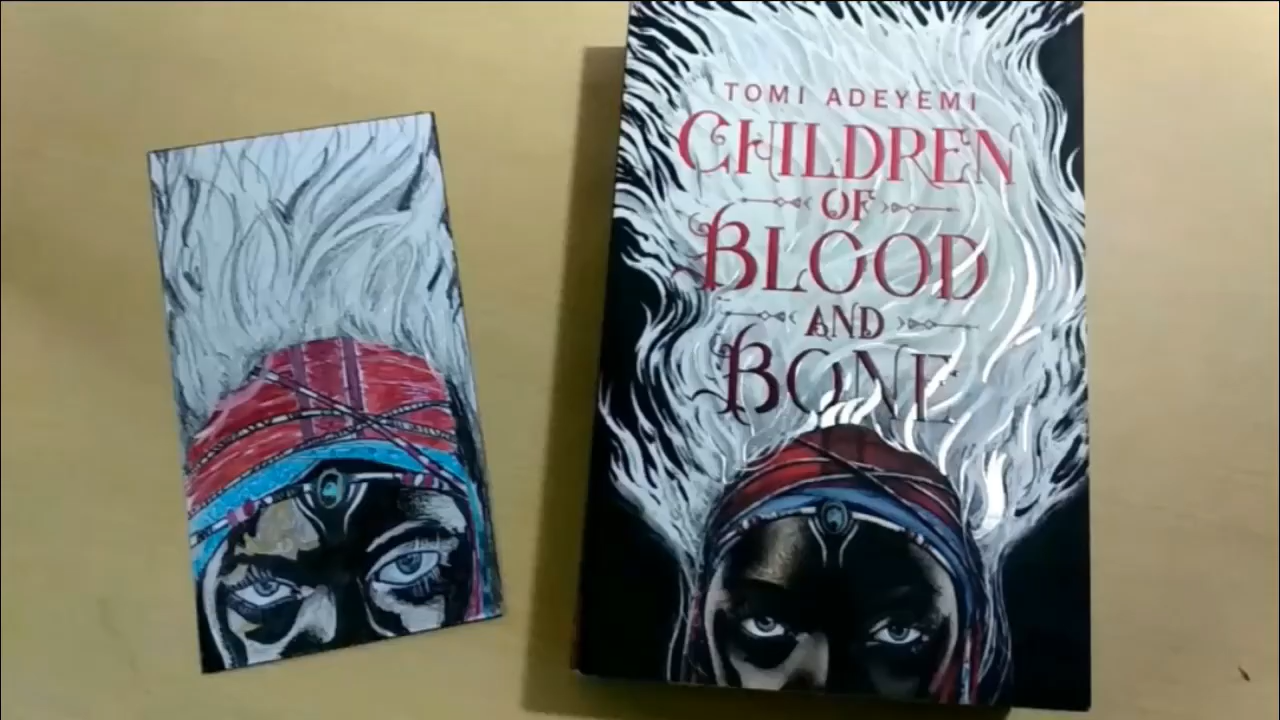 TOMI ADEYEMI
CHILDREN
OF
BLOOD
AND
BONE